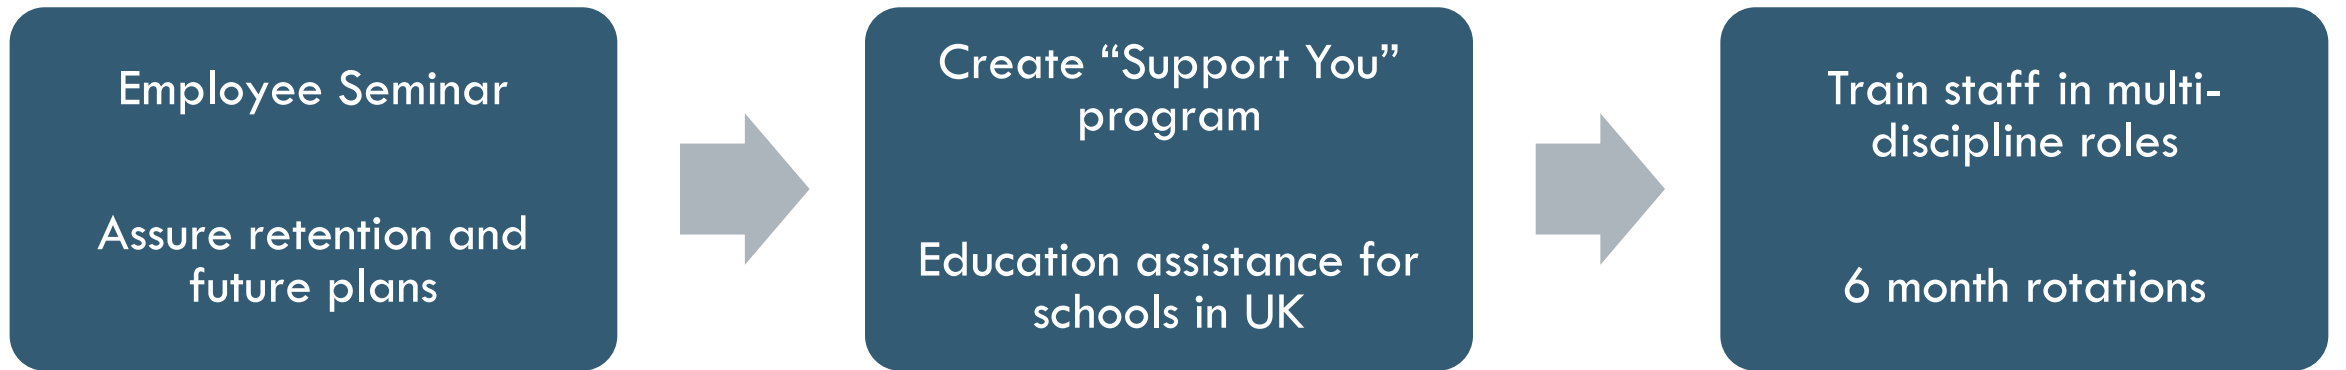 Employee Seminar
Assure retention and
future plans
Create “Support You”
program
Education assistance for
schools in UK
Train staff in multi-
discipline roles
6 month rotations